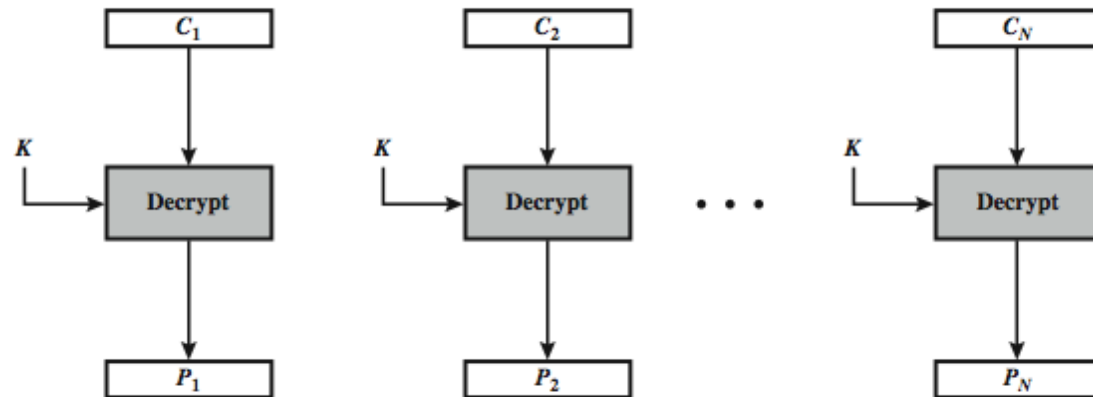 C1 C2 CN
K K K
Decrypt Decrypt • • • Decrypt
P1 P2 PN